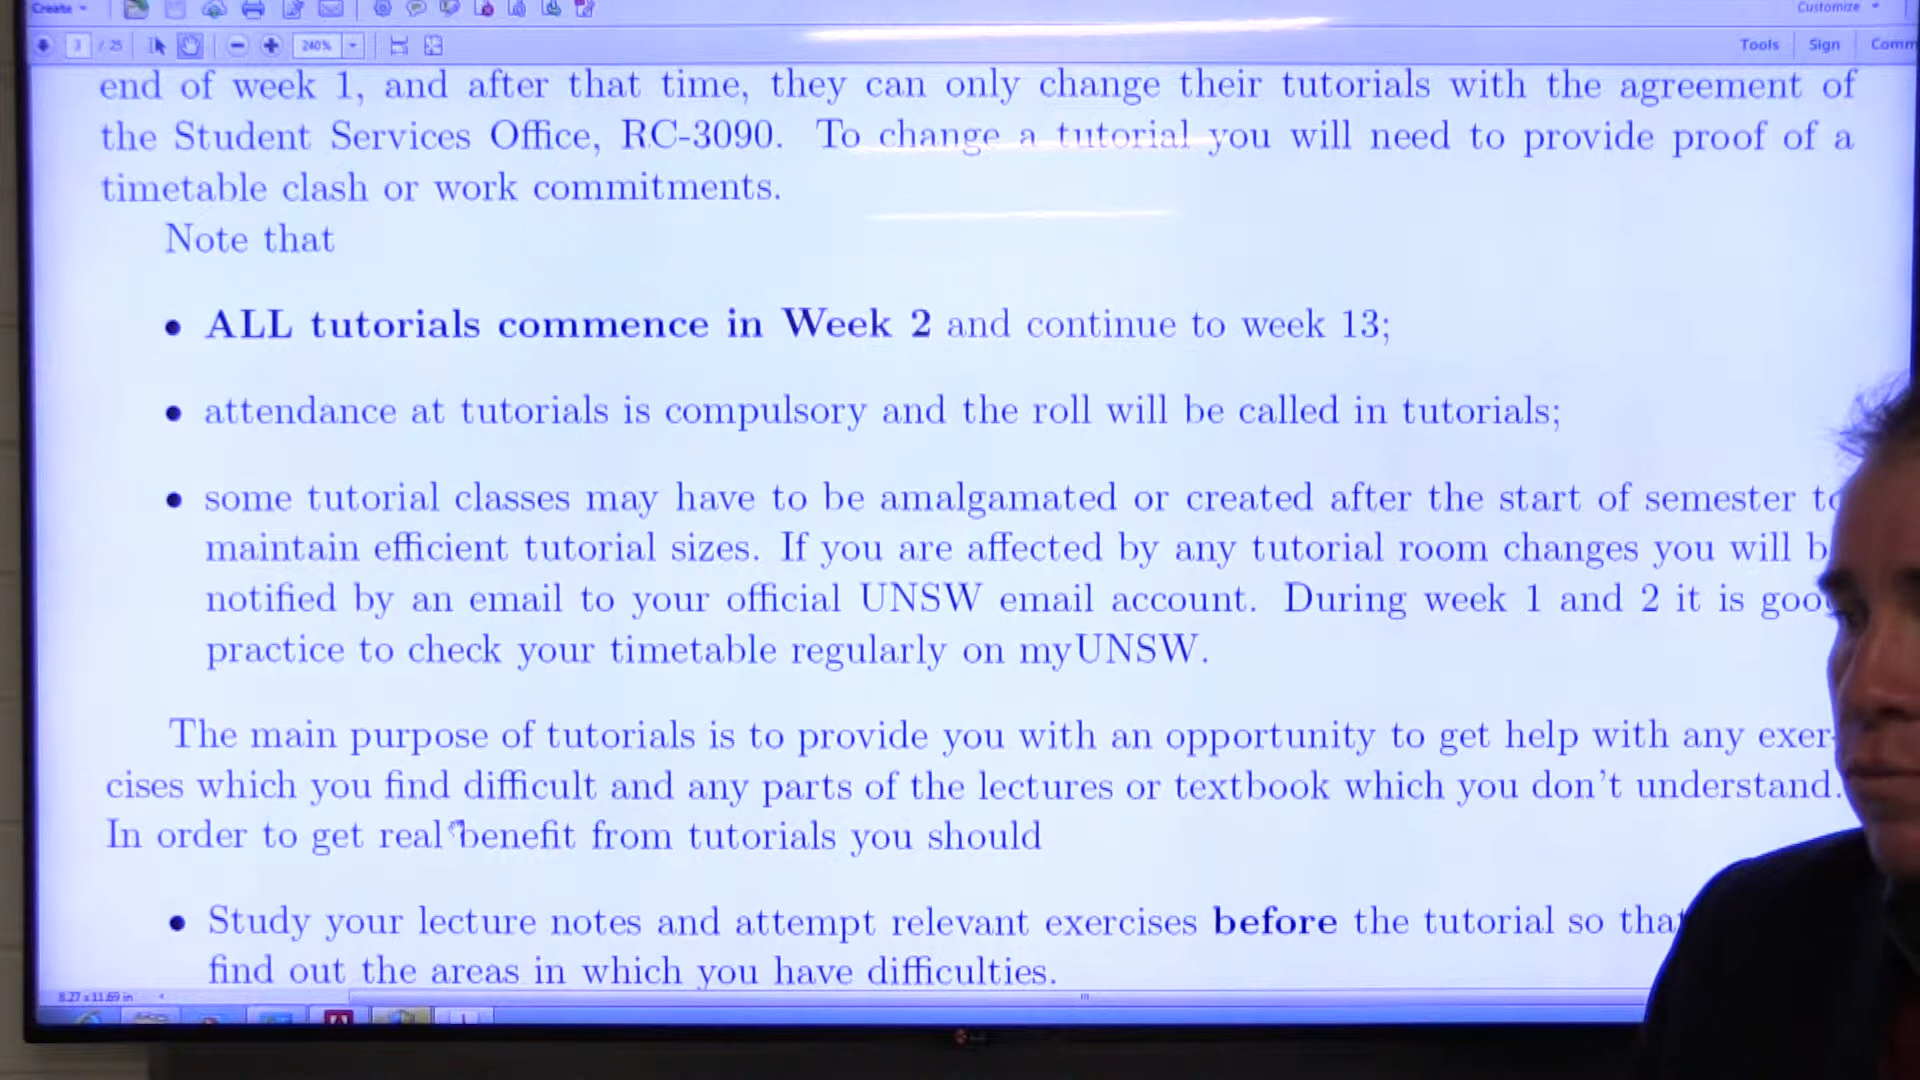 Create
Customize
3 / 25
240%
Tools Sign Comm
end of week 1, and after that time, they can only change their tutorials with the agreement of
the Student Services Office, RC-3090. To change a tutorial you will need to provide proof of a
timetable clash or work commitments.
Note that
• ALL tutorials commence in Week 2 and continue to week 13;
• attendance at tutorials is compulsory and the roll will be called in tutorials;
• some tutorial classes may have to be amalgamated or created after the start of semester to
maintain efficient tutorial sizes. If you are affected by any tutorial room changes you will b
notified by an email to your official UNSW email account. During week 1 and 2 it is goo
practice to check your timetable regularly on myUNSW.
The main purpose of tutorials is to provide you with an opportunity to get help with any exer-
cises which you find difficult and any parts of the lectures or textbook which you don't understand.
In order to get real benefit from tutorials you should
• Study your lecture notes and attempt relevant exercises before the tutorial so tha
find out the areas in which you have difficulties.
8.27 x 11.69 in